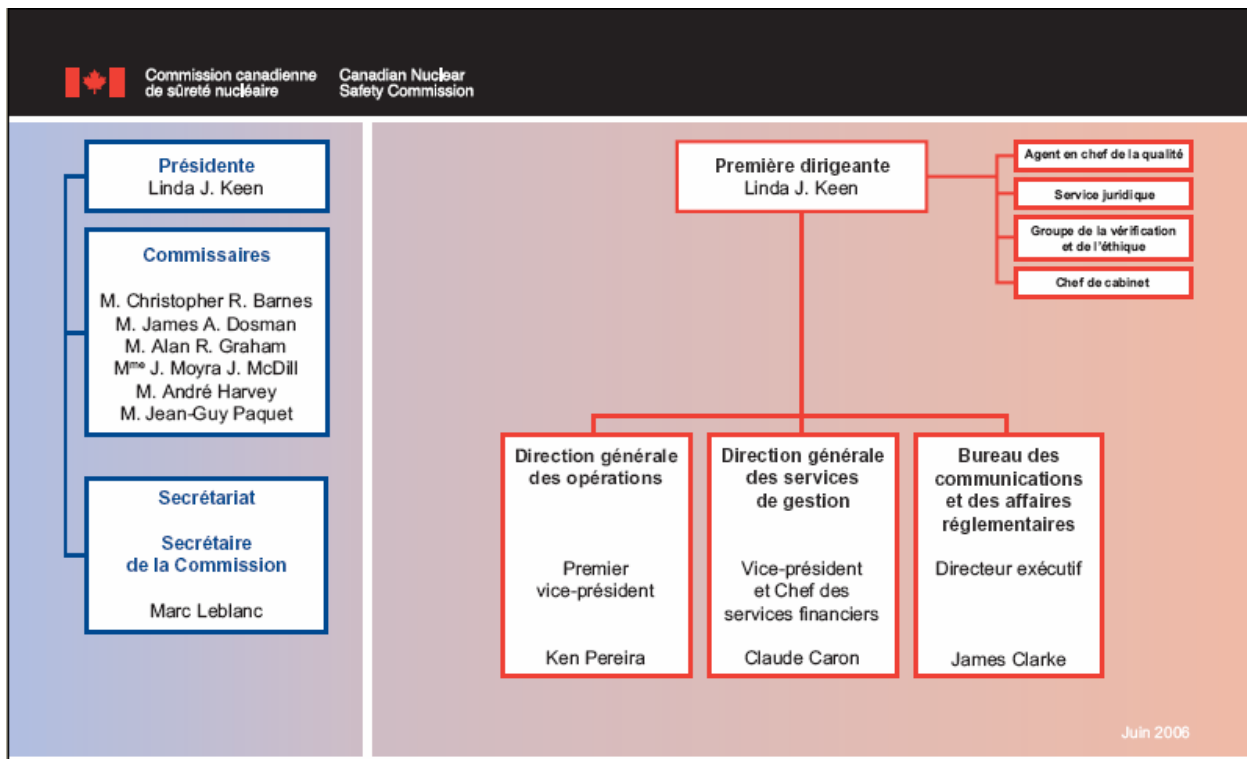 Commission canadienne
de sûreté nucléaire
Canadian Nuclear
Safety Commission
Présidente
Linda J. Keen
Commissaires
M. Christopher R. Barnes
M. James A. Dosman
M. Alan R. Graham
Mme J. Moyra J. McDill
M. André Harvey
M. Jean-Guy Paquet
Secrétariat
Secrétaire
de la Commission
Marc Leblanc
Première dirigeante
Linda J. Keen
Agent en chef de la qualité
Service juridique
Groupe de la vérification
et de l'éthique
Chef de cabinet
Direction générale
des opérations
Premier
vice-président
Ken Pereira
Direction générale
des services
de gestion
Vice-président
et Chef des
services financiers
Claude Caron
Bureau des
communications
et des affaires
réglementaires
Directeur exécutif
James Clarke
Juin 2006